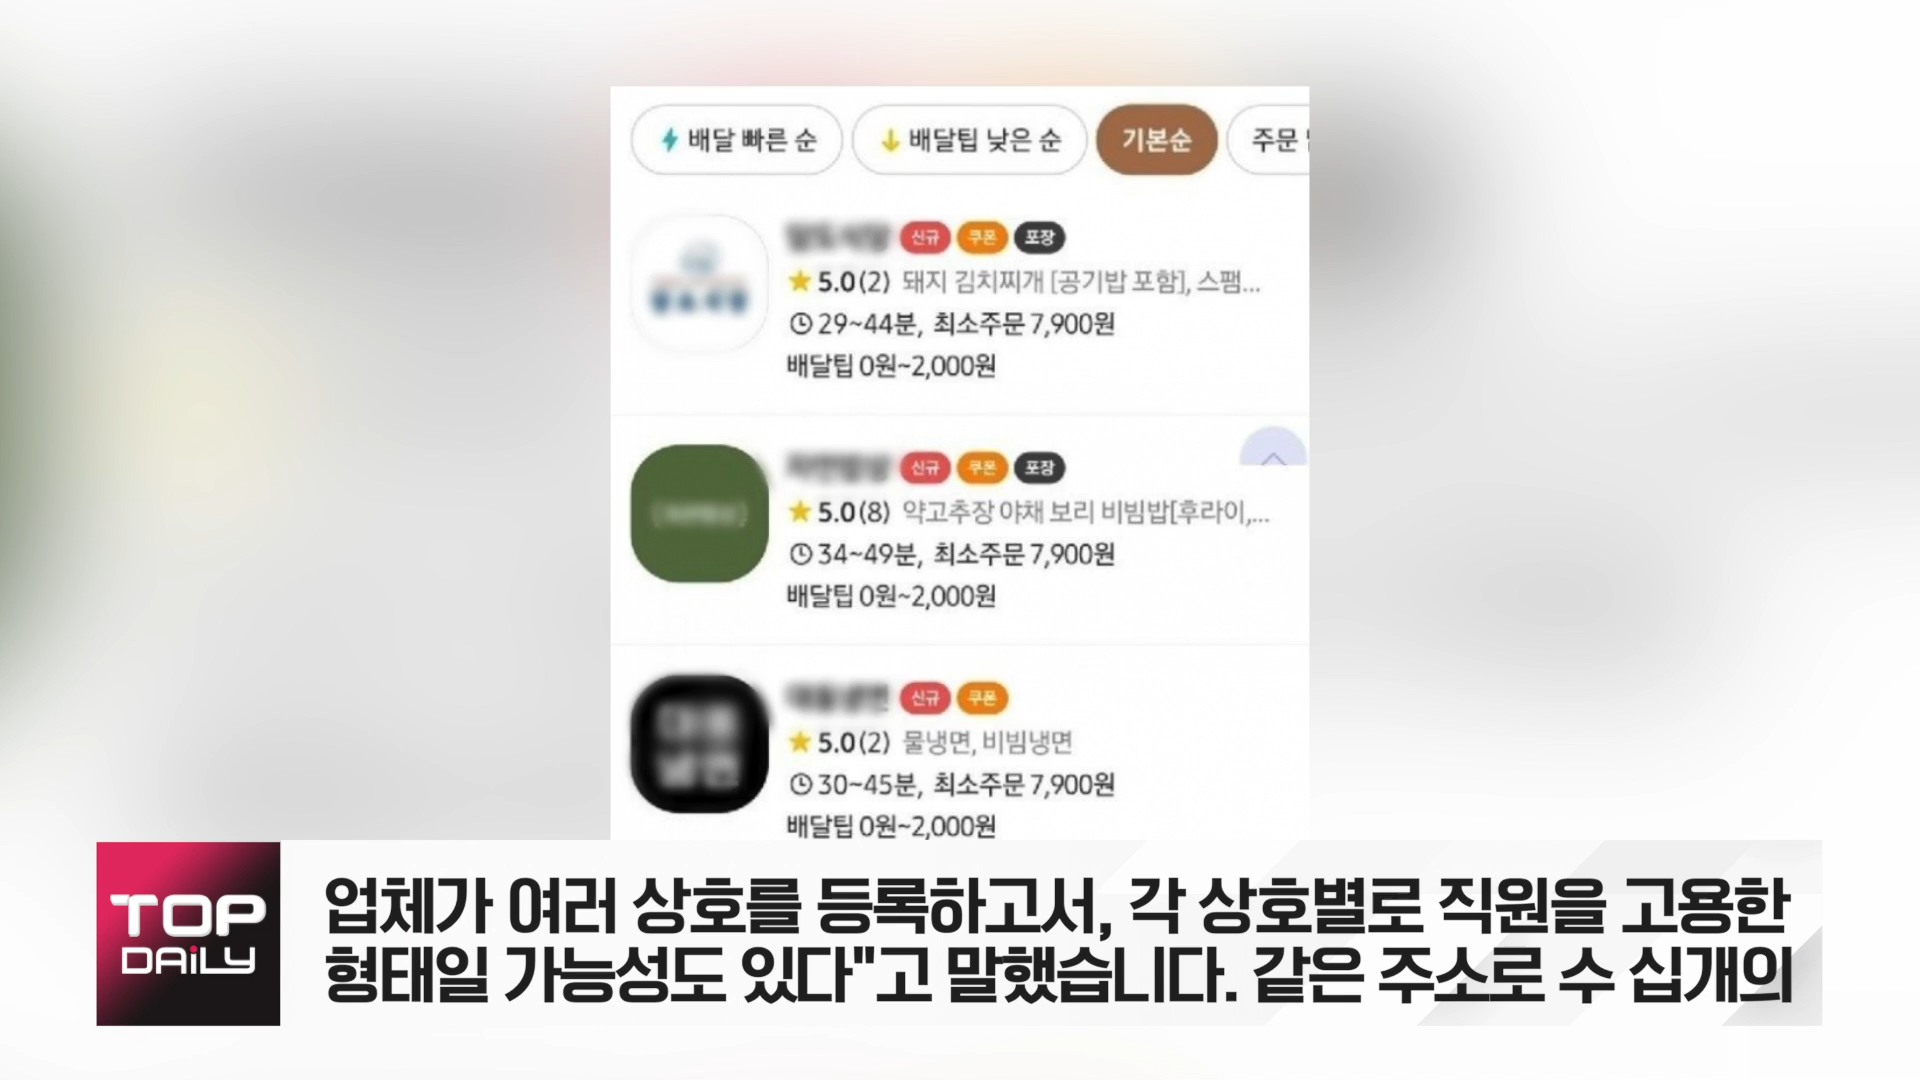 배달 빠른 순
배달팁 낮은 순
기본순
주문
신규 쿠폰 포장
5.0(2) 돼지 김치찌개 [공기밥 포함], 스팸...
29~44분, 최소주문 7,900원
배달팁 0원~2,000원
신규 쿠폰 포장
5.0(8) 약고추장 야채 보리 비빔밥[후라이,...
34~49분, 최소주문 7,900원
배달팁 0원~2,000원
신규 쿠폰
5.0(2) 물냉면, 비빔냉면
30~45분, 최소주문 7,900원
배달팁 0원~2,000원
TOP
DAiLY
업체가 여러 상호를 등록하고서, 각 상호별로 직원을 고용한
형태일 가능성도 있다"고 말했습니다. 같은 주소로 수 십개의